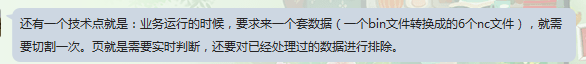 还有一个技术点就是：业务运行的时候，要求来一个套数据（一个bin文件转换成的6个nc文件），就需
要切割一次。页就是需要实时判断，还要对已经处理过的数据进行排除。